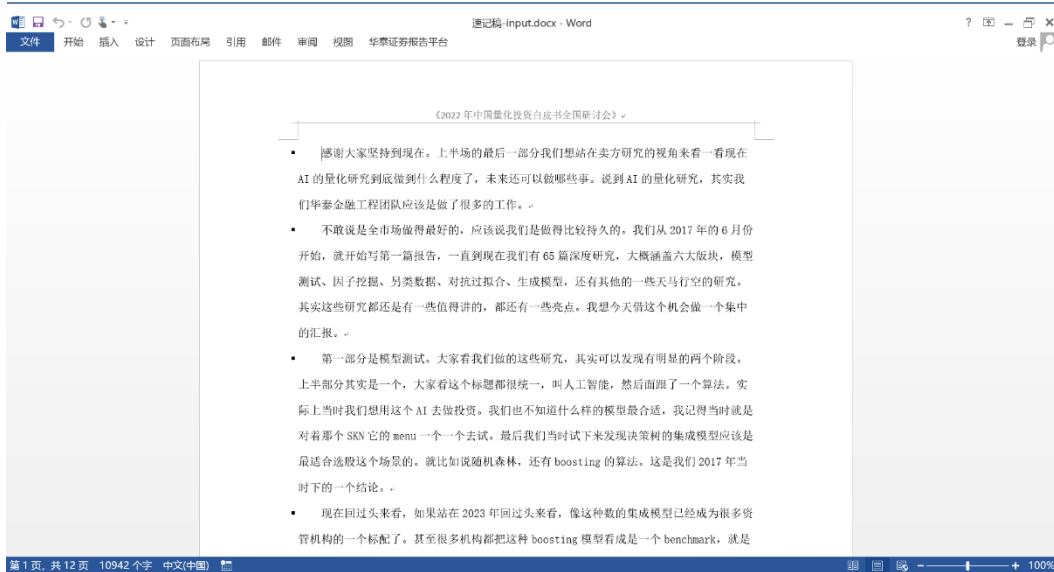 速记稿-input.docx - Word
文件 开始 插入 设计 页面布局 引用 邮件 审阅 视图 华泰证券报告平台 登录
《2022 年中国量化投资白皮书全国研讨会》
感谢大家坚持到现在。上半场的最后一部分我们想站在卖方研究的视角来看一看现在
AI 的量化研究到底做到什么程度了，未来还可以做哪些事。说到 AI 的量化研究，其实我
们华泰金融工程团队应该是做了很多的工作。
不敢说是全市场做得最好的，应该说我们是做得比较持久的。我们从 2017 年的 6 月份
开始，就开始写第一篇报告，一直到现在我们有 65 篇深度研究，大概涵盖六大版块，模型
测试、因子挖掘、另类数据、对抗过拟合、生成模型，还有其他的一些天马行空的研究。
其实这些研究都还是有一些值得讲的，都还有一些亮点。我想今天借这个机会做一个集中
的汇报。
第一部分是模型测试。大家看我们做的这些研究，其实可以发现有明显的两个阶段。
上半部分其实是一个，大家看这个标题都很统一，叫人工智能，然后面跟了一个算法。实
际上当时我们想用这个 AI 去做投资。我们也不知道什么样的模型最合适，我记得当时就是
对着那个 SKN 它的 menu 一个一个去试。最后我们当时试下来发现决策树的集成模型应该是
最适合选股这个场景的。就比如说随机森林，还有 boosting 的算法。这是我们 2017 年当
时下的一个结论。
现在回过头来看，如果站在 2023 年回过头来看，像这种数的集成模型已经成为很多资
管机构的一个标配了。甚至很多机构都把这种 boosting 模型看成是一个 benchmark，就是
第 1 页，共 12 页 10942 个字 中文(中国) 100%